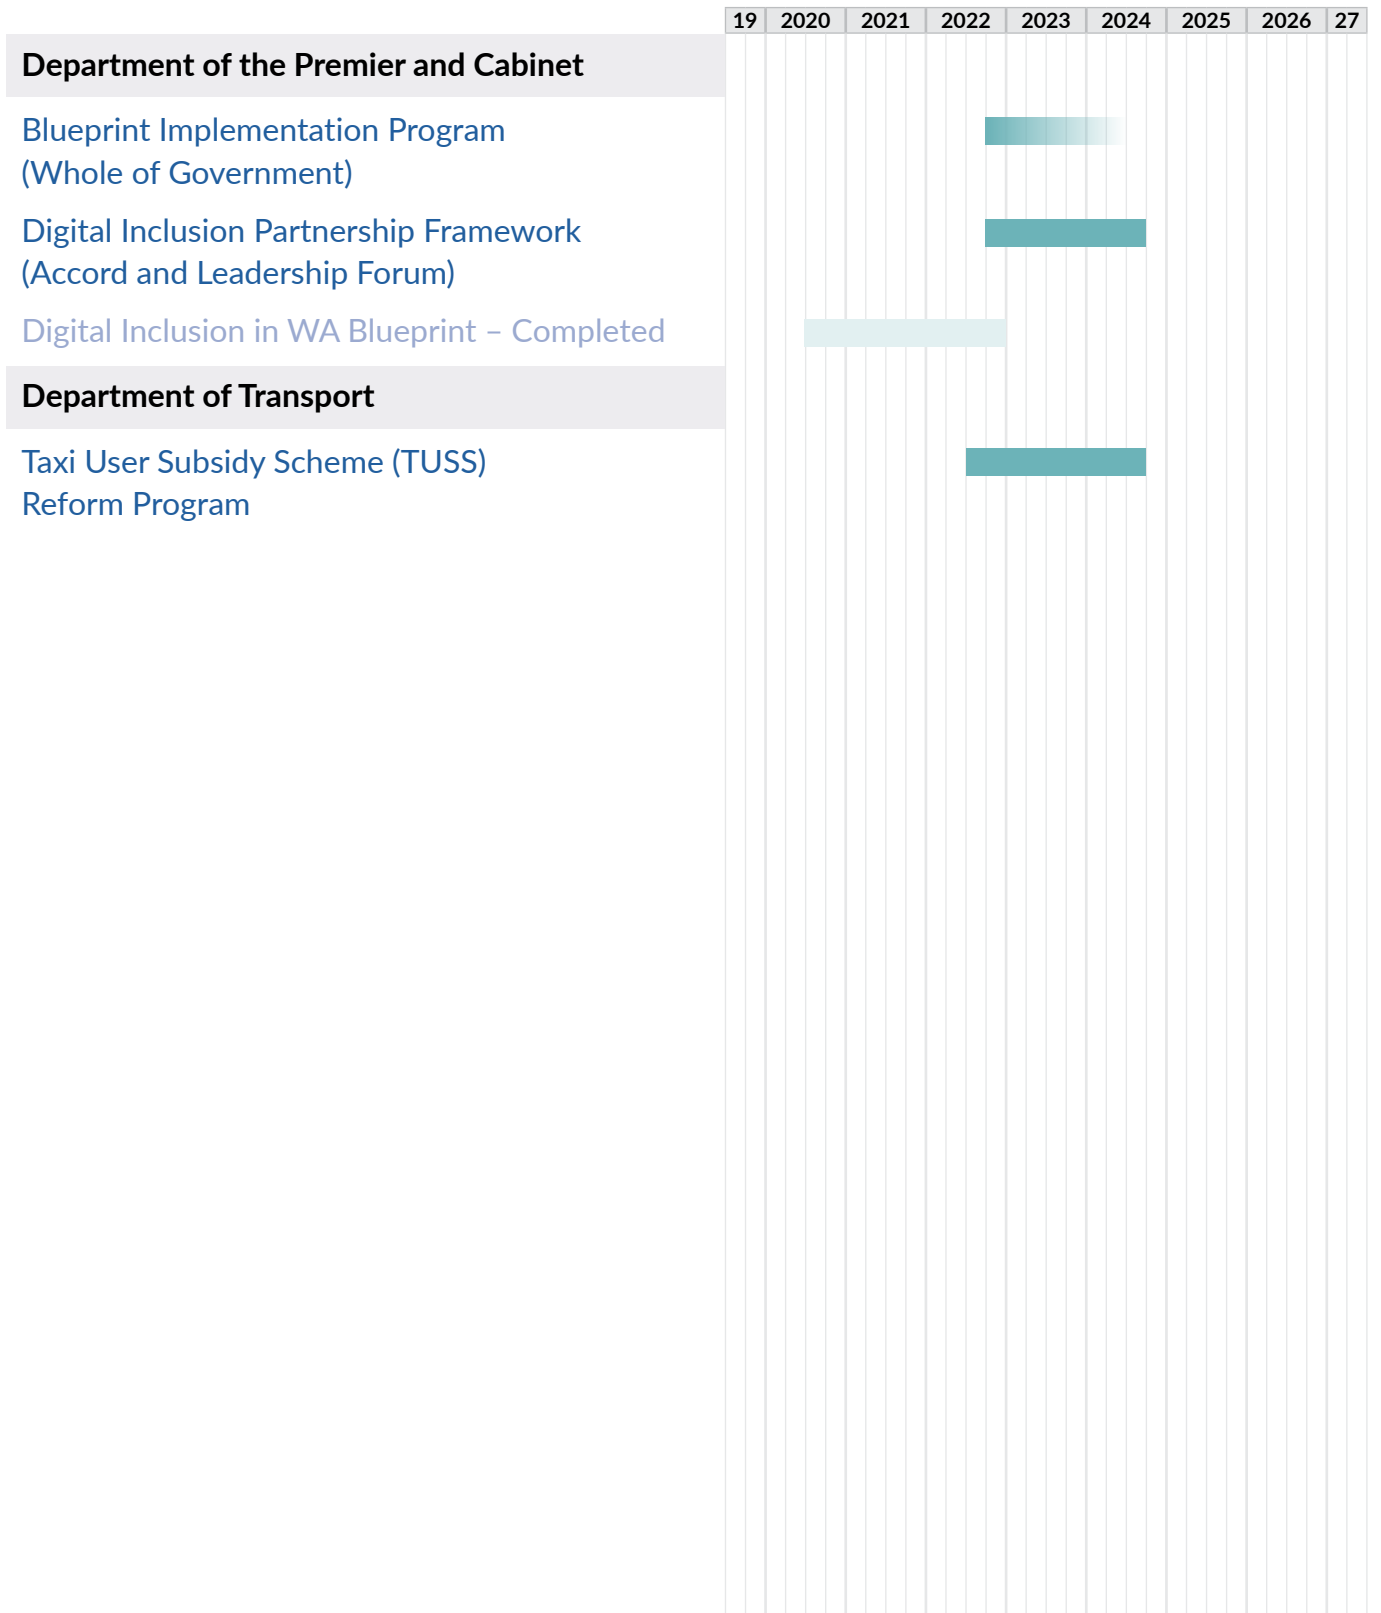 19 2020 2021 2022 2023 2024 2025 2026 27
Department of the Premier and Cabinet
Blueprint Implementation Program
(Whole of Government)
Digital Inclusion Partnership Framework
(Accord and Leadership Forum)
Digital Inclusion in WA Blueprint – Completed
Department of Transport
Taxi User Subsidy Scheme (TUSS)
Reform Program